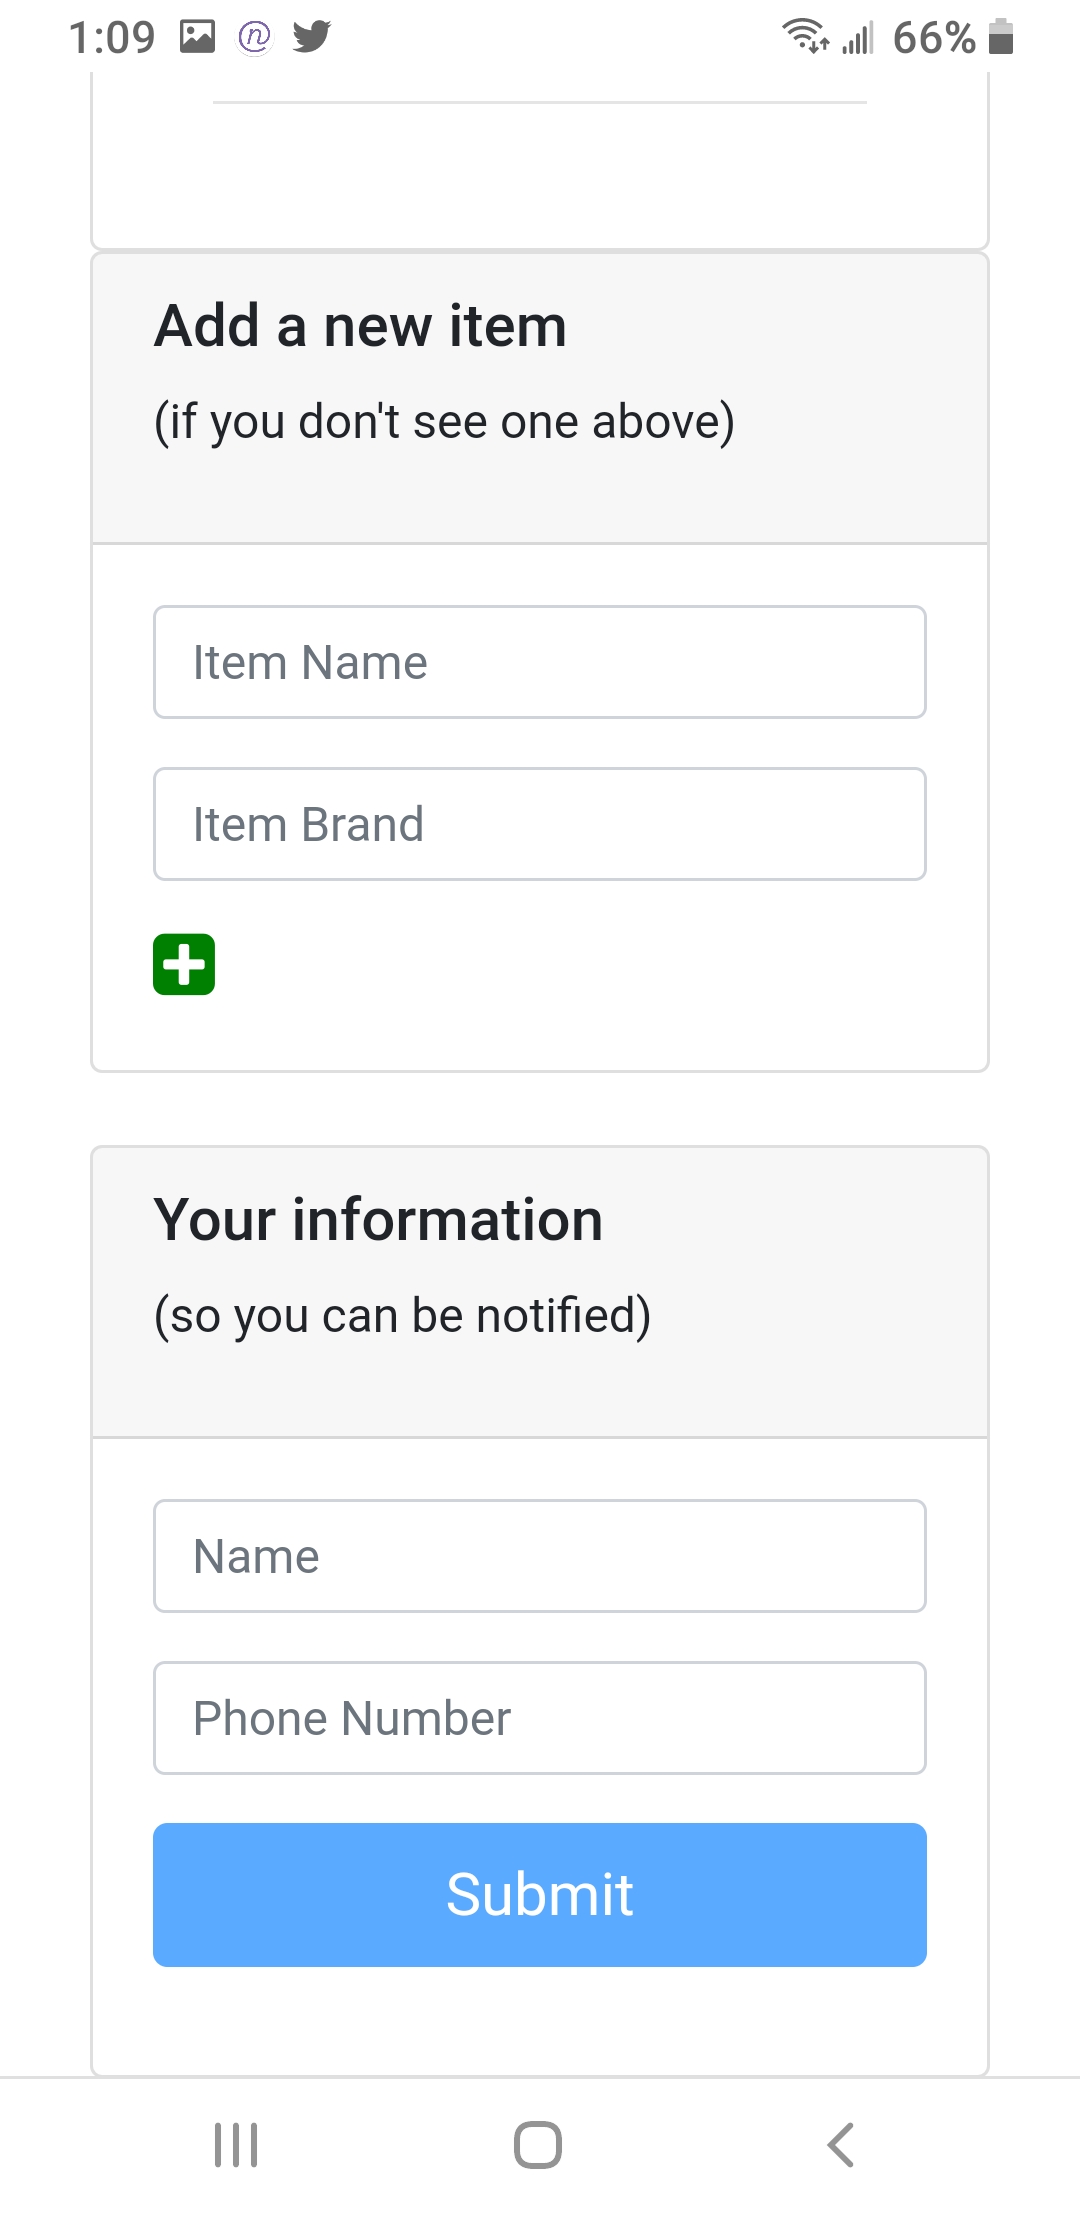 1:09 66%
Add a new item
(if you don't see one above)
Item Name
Item Brand
Your information
(so you can be notified)
Name
Phone Number
Submit